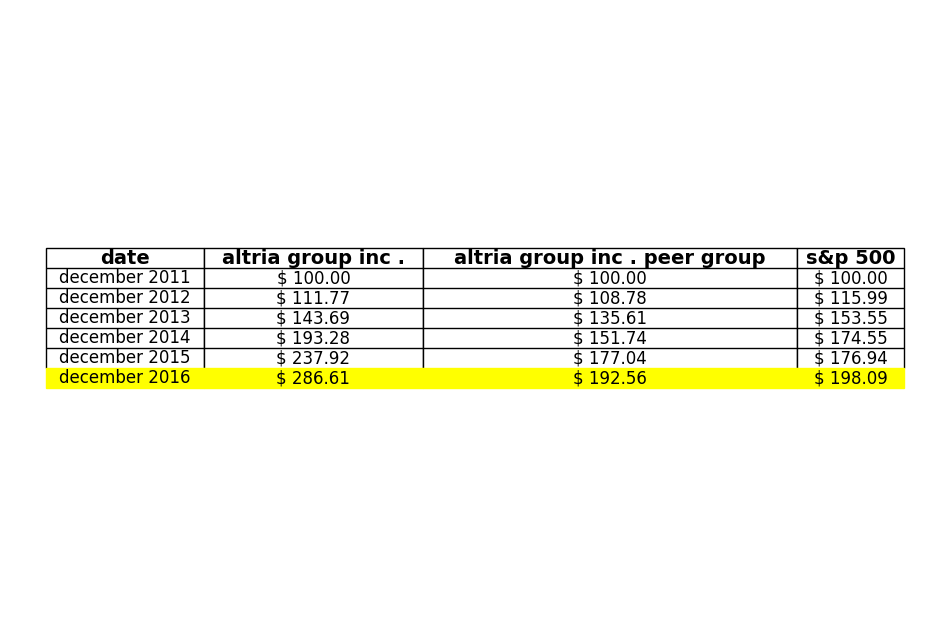 date altria group inc . altria group inc . peer group s&p 500
december 2011 $ 100.00 $ 100.00 $ 100.00
december 2012 $ 111.77 $ 108.78 $ 115.99
december 2013 $ 143.69 $ 135.61 $ 153.55
december 2014 $ 193.28 $ 151.74 $ 174.55
december 2015 $ 237.92 $ 177.04 $ 176.94
december 2016 $ 286.61 $ 192.56 $ 198.09